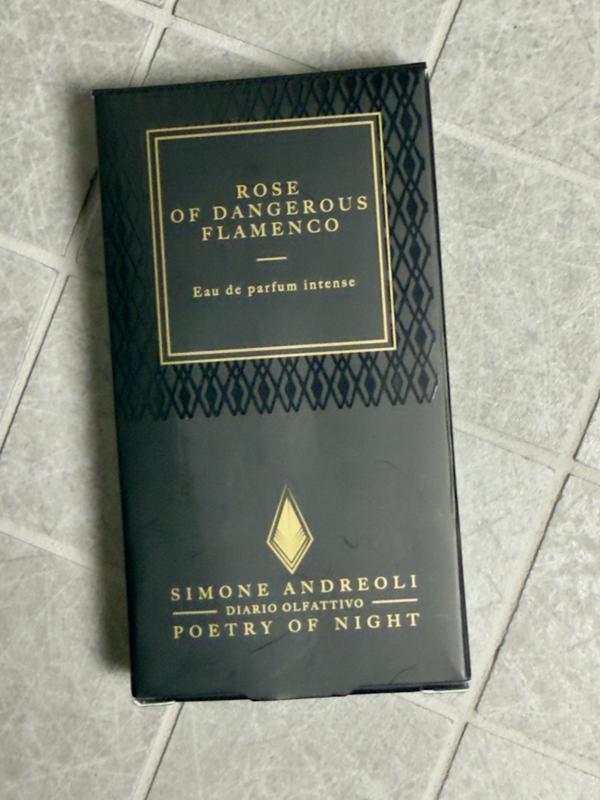 ROSE
OF DANGEROUS
FLAMENCO
Eau de parfum intense
SIMONE ANDREOLI
DIARIO OLFATTIVO
POETRY OF NIGHT